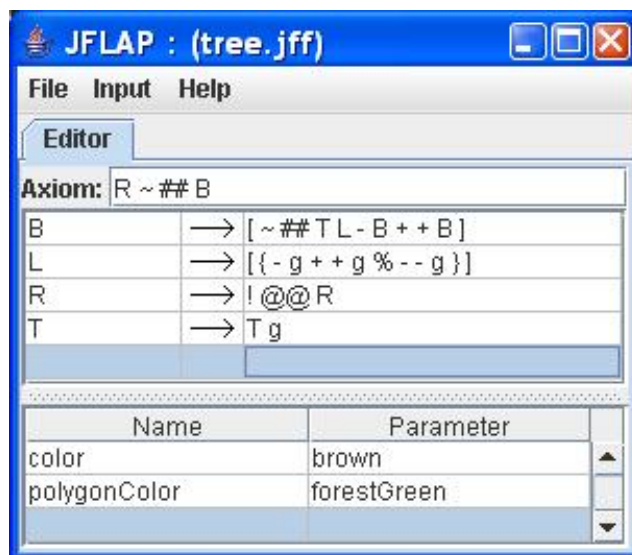 JFLAP : (tree.jff)
File Input Help
Editor
Axiom: R ~ ## B
B → [ ~ ## T L - B + + B ]
L → [ { - g + + g % - - g } ]
R → ! @@ R
T → T g
Name Parameter
color brown
polygonColor forestGreen